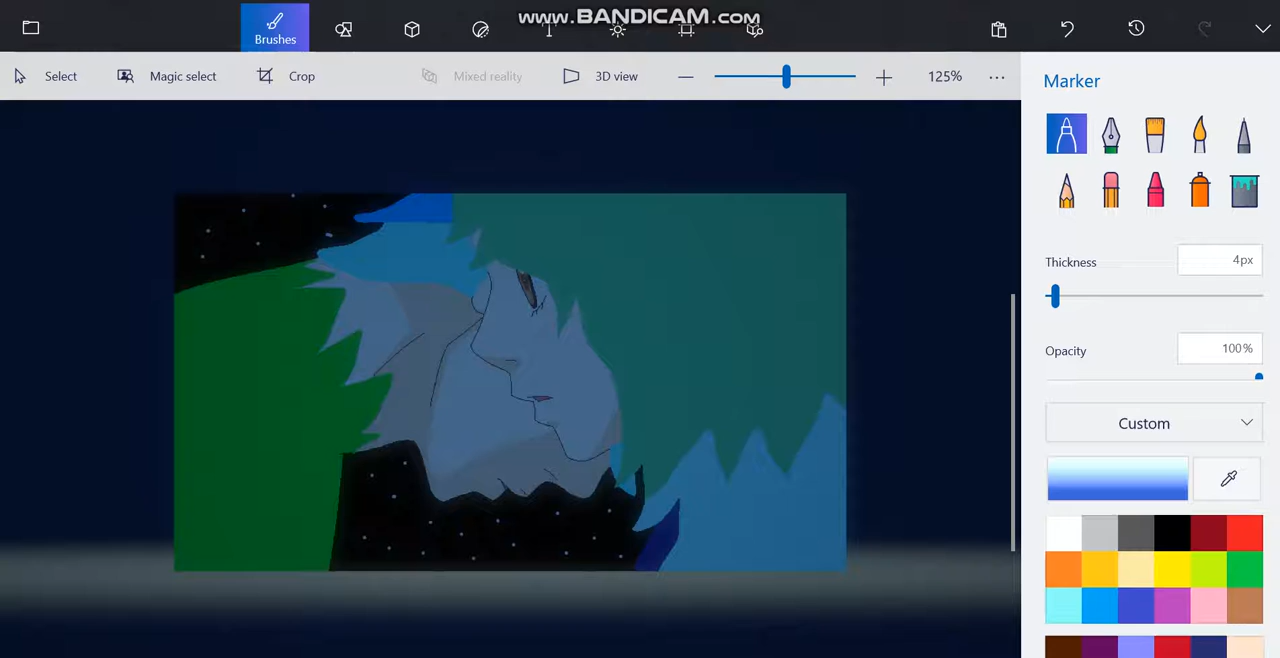 www.BANDICAM.com
Brushes
T
Select
Magic select
Crop
Mixed reality
3D view
125%
Marker
Thickness
4px
Opacity
100%
Custom